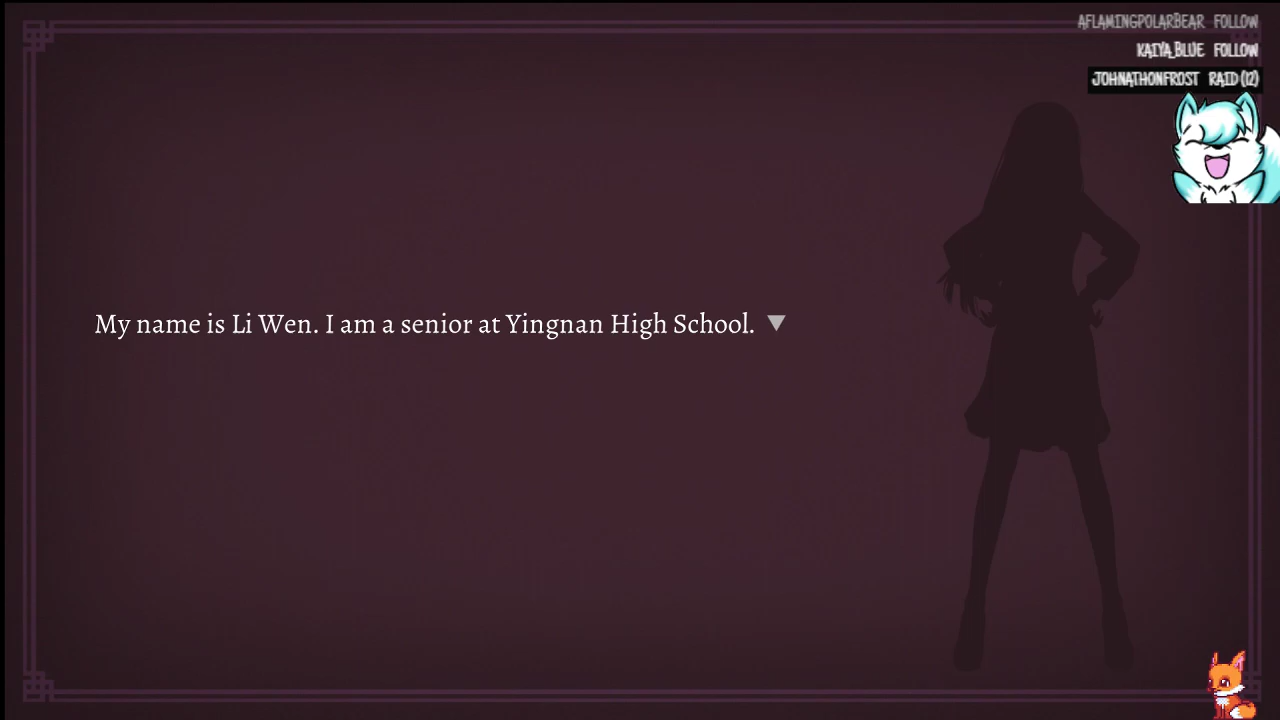 AFLAMINGPOLARBEAR FOLLOW
KAIYA_BLUE FOLLOW
JOHNATHONFROST RAID (12)
My name is Li Wen. I am a senior at Yingnan High School.